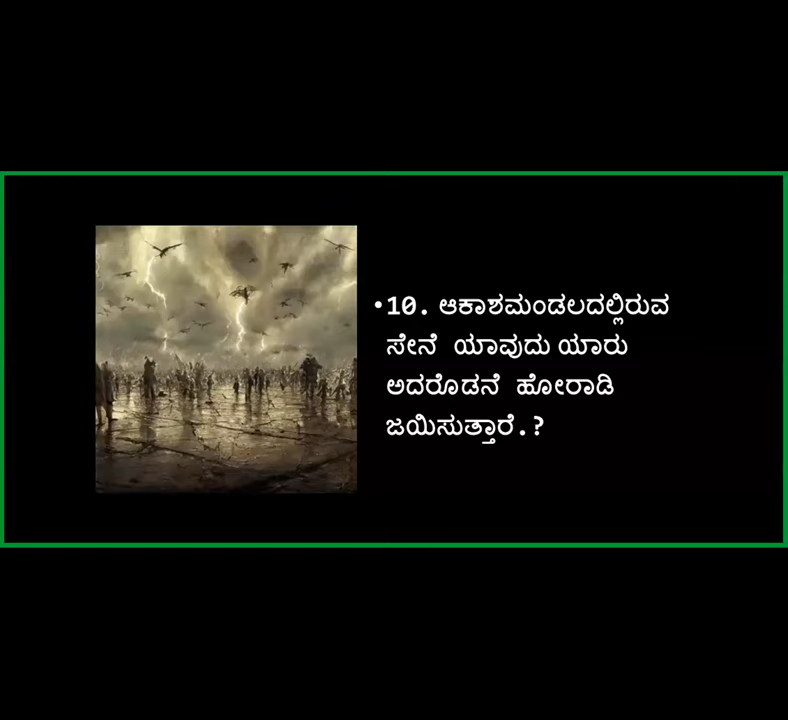 •10. ಆಕಾಶಮಂಡಲದಲ್ಲಿರುವ
ಸೇನೆ ಯಾವುದು ಯಾರು
ಅದರೊಡನೆ ಹೋರಾಡಿ
ಜಯಿಸುತ್ತಾರೆ.?